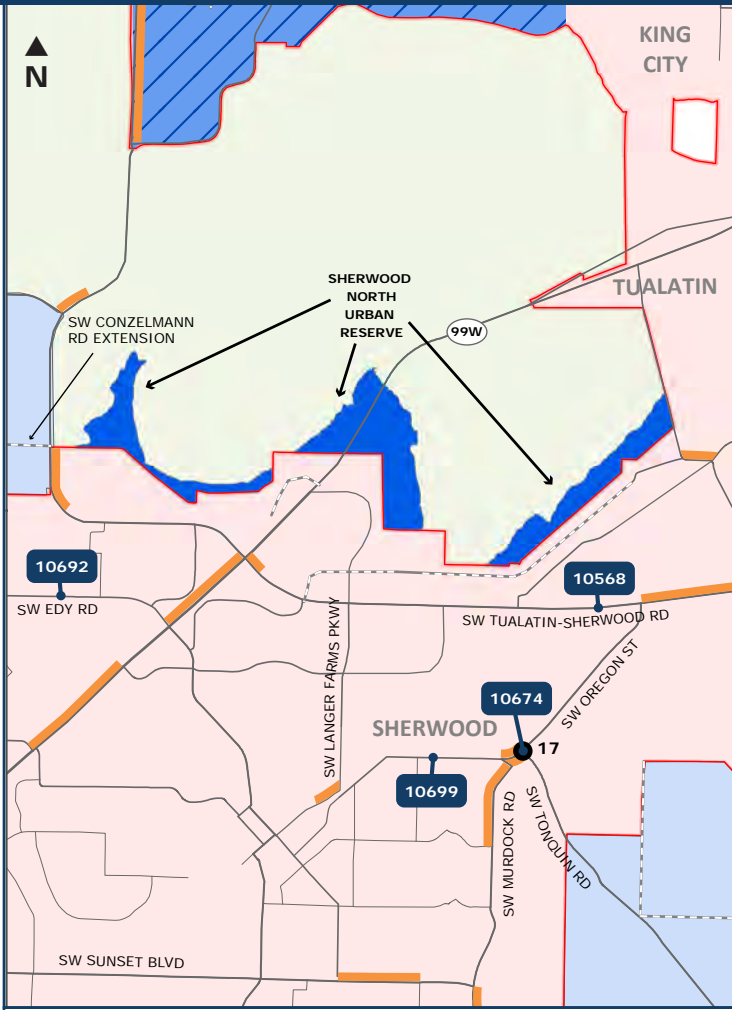 KING
CITY
N
SHERWOOD
NORTH
URBAN
RESERVE
TUALATIN
SW CONZELMANN
RD EXTENSION
99W
10692
SW EDY RD
10568
SW TUALATIN-SHERWOOD RD
SW LANGER FARMS PKWY
SW OREGON ST
10674
SHERWOOD
17
10699
SW MURDOCK RD
SW TONQUIN RD
SW SUNSET BLVD